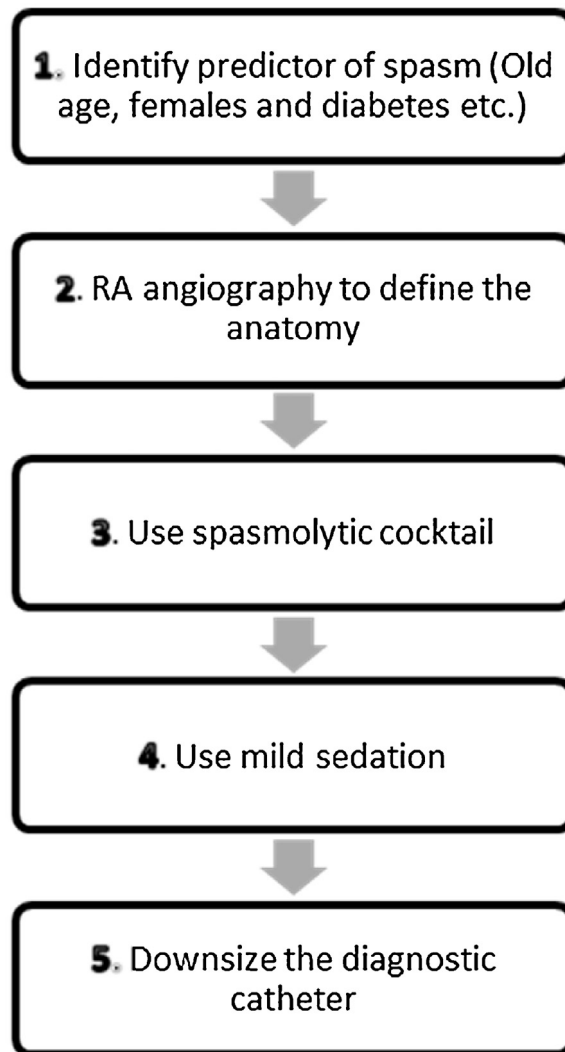 1. Identify predictor of spasm (Old
age, females and diabetes etc.)
2. RA angiography to define the
anatomy
3. Use spasmolytic cocktail
4. Use mild sedation
5. Downsize the diagnostic
catheter